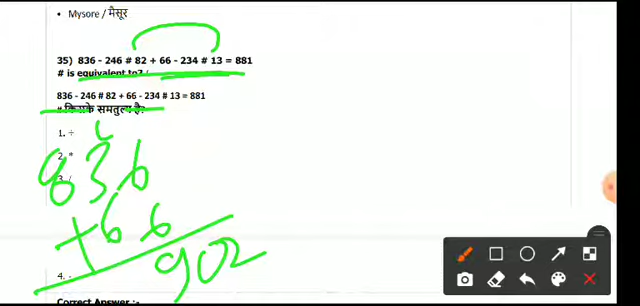 • Mysore / मैसूर
35) 836 - 246 # 82 + 66 - 234 # 13 = 881
# is equivalent to? /
836 - 246 # 82 + 66 - 234 # 13 = 881
# किसके समतुल्य है?
1. ÷
2. *
3. /
836
+66
902
4. -
Correct Answer :-